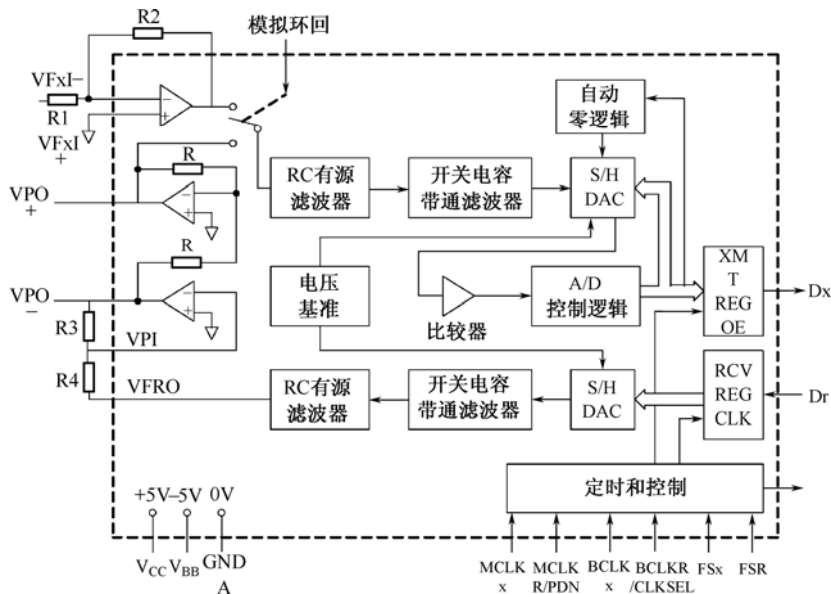 R2
模拟环回
VFxI−
R1
VFxI
+
−
+
自动
零逻辑
R
RC有源
滤波器
开关电容
带通滤波器
S/H
DAC
VPO
+
−
+
R
电压
基准
比较器
A/D
控制逻辑
XM
T
REG
OE
Dx
VPO
−
−
+
R3
VPI
R4
VFRO
RC有源
滤波器
开关电容
带通滤波器
S/H
DAC
RCV
REG
CLK
Dr
+5V
−5V
0V
定时和控制
VCC
VBB
GND
A
MCLK
x
MCLK
R/PDN
BCLK
x
BCLKR
/CLKSEL
FSx
FSR